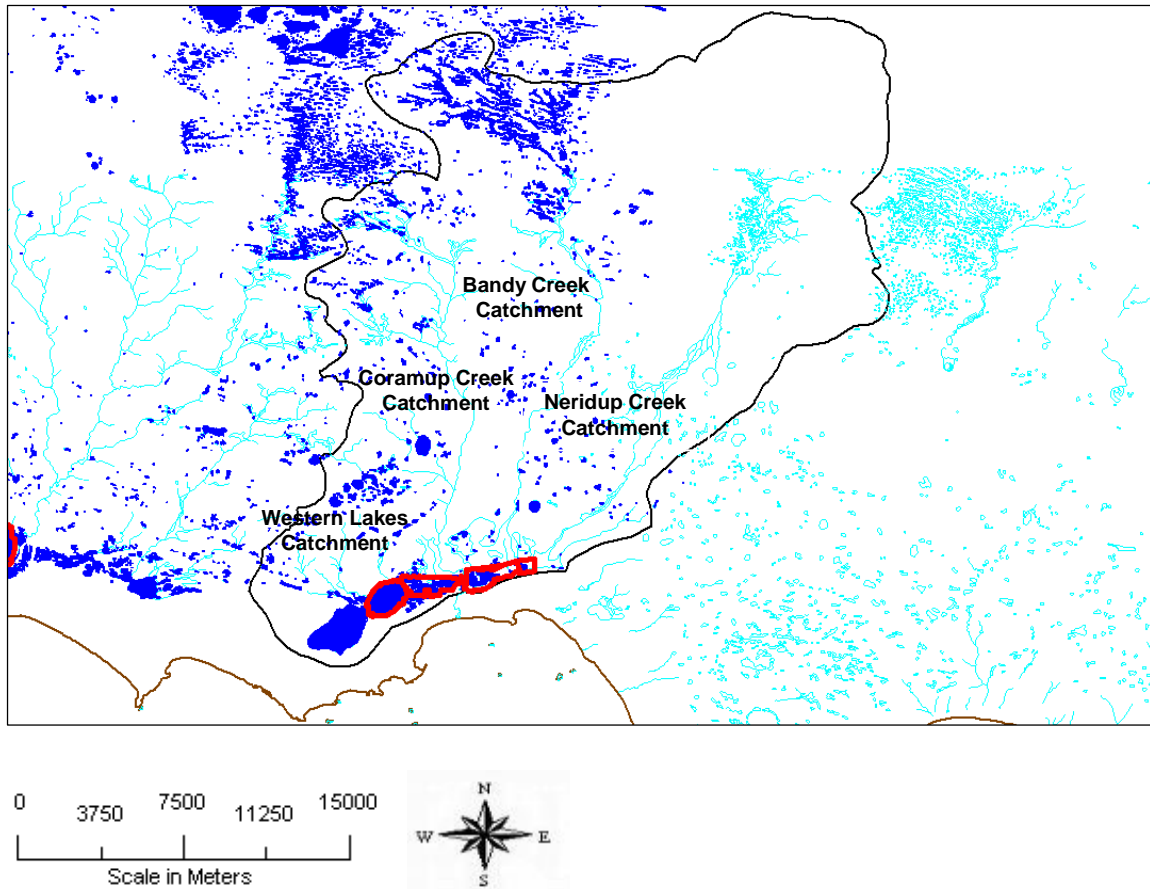 Bandy Creek
Catchment
Coramup Creek
Catchment
Neridup Creek
Catchment
Western Lakes
Catchment
0 3750 7500 11250 15000
Scale in Meters
N
W E
S